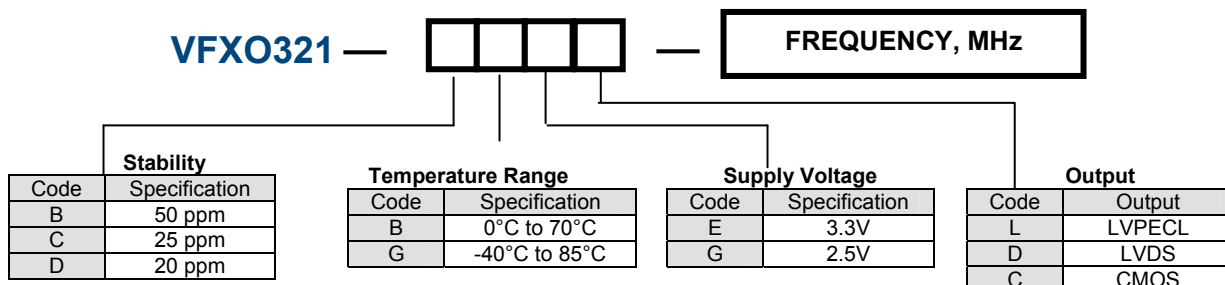 VFXO321 — — FREQUENCY, MHz
Stability
Code Specification
B 50 ppm
C 25 ppm
D 20 ppm
Temperature Range
Code Specification
B 0°C to 70°C
G -40°C to 85°C
Supply Voltage
Code Specification
E 3.3V
G 2.5V
Output
Code Output
L LVPECL
D LVDS
C CMOS